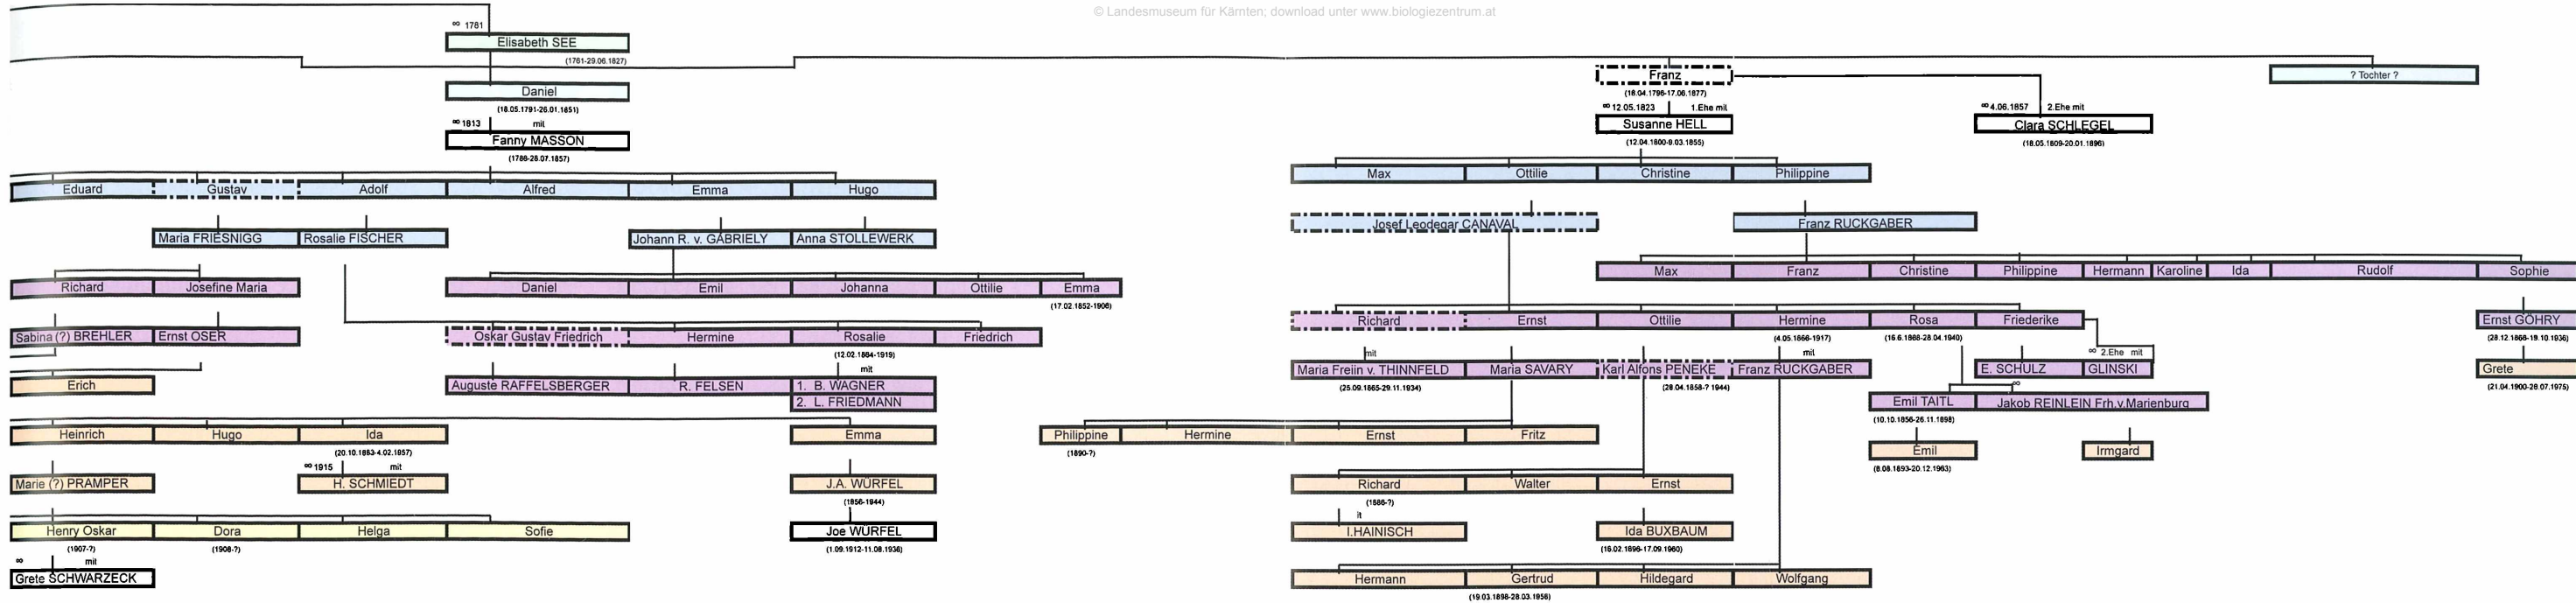 © Landesmuseum für Kärnten; download unter www.biologiezentrum.at
∞ 1781
Elisabeth SEE
(1761-29.06.1827)
Daniel
(18.05.1791-26.01.1851)
∞ 1813 mit
Fanny MASSON
(1786-28.07.1857)
Franz
(18.04.1796-17.06.1877)
∞ 12.05.1823 1.Ehe mit
Susanne HELL
(12.04.1800-9.03.1855)
∞ 4.06.1857 2.Ehe mit
Clara SCHLEGEL
(18.05.1809-20.01.1896)
? Tochter ?
Eduard Gustav Adolf Alfred Emma Hugo
Max Ottilie Christine Philippine
Maria FRIESNIGG Rosalie FISCHER Johann R. v. GABRIELY Anna STOLLEWERK
Josef Leodegar CANAVAL Franz RUCKGABER
Max Franz Christine Philippine Hermann Karoline Ida Rudolf Sophie
Richard Josefine Maria Daniel Emil Johanna Ottilie Emma
(17.02.1852-1906)
Richard Ernst Ottilie Hermine Rosa Friederike Ernst GÖHRY
(4.05.1866-1917) (16.6.1868-28.04.1940) (28.12.1868-19.10.1936)
Sabina (?) BREHLER Ernst OSER Oskar Gustav Friedrich Hermine Rosalie Friedrich
(12.02.1884-1919)
mit mit ∞ 2.Ehe mit
Maria Freiin v. THINNFELD Maria SAVARY Karl Alfons PENEKE Franz RUCKGABER E. SCHULZ GLINSKI Grete
(25.09.1865-29.11.1934) (28.04.1858-? 1944) (21.04.1900-26.07.1975)
mit
Erich Auguste RAFFELSBERGER R. FELSEN 1. B. WAGNER
2. L. FRIEDMANN
∞
Emil TAITL Jakob REINLEIN Frh.v.Marienburg
(10.10.1856-26.11.1898)
Heinrich Hugo Ida Emma
(20.10.1883-4.02.1957)
Philippine Hermine Ernst Fritz
(1890-?)
Emil Irmgard
(8.08.1893-20.12.1963)
∞ 1915 mit
Marie (?) PRAMPER H. SCHMIEDT J.A. WÜRFEL
(1856-1944)
Richard Walter Ernst
(1886-?)
it
Henry Oskar Dora Helga Sofie Joe WÜRFEL
(1907-?) (1908-?) (1.09.1912-11.08.1936)
I.HAINISCH Ida BUXBAUM
(16.02.1896-17.09.1960)
∞ mit
Grete SCHWARZECK
Hermann Gertrud Hildegard Wolfgang
(19.03.1898-28.03.1956)